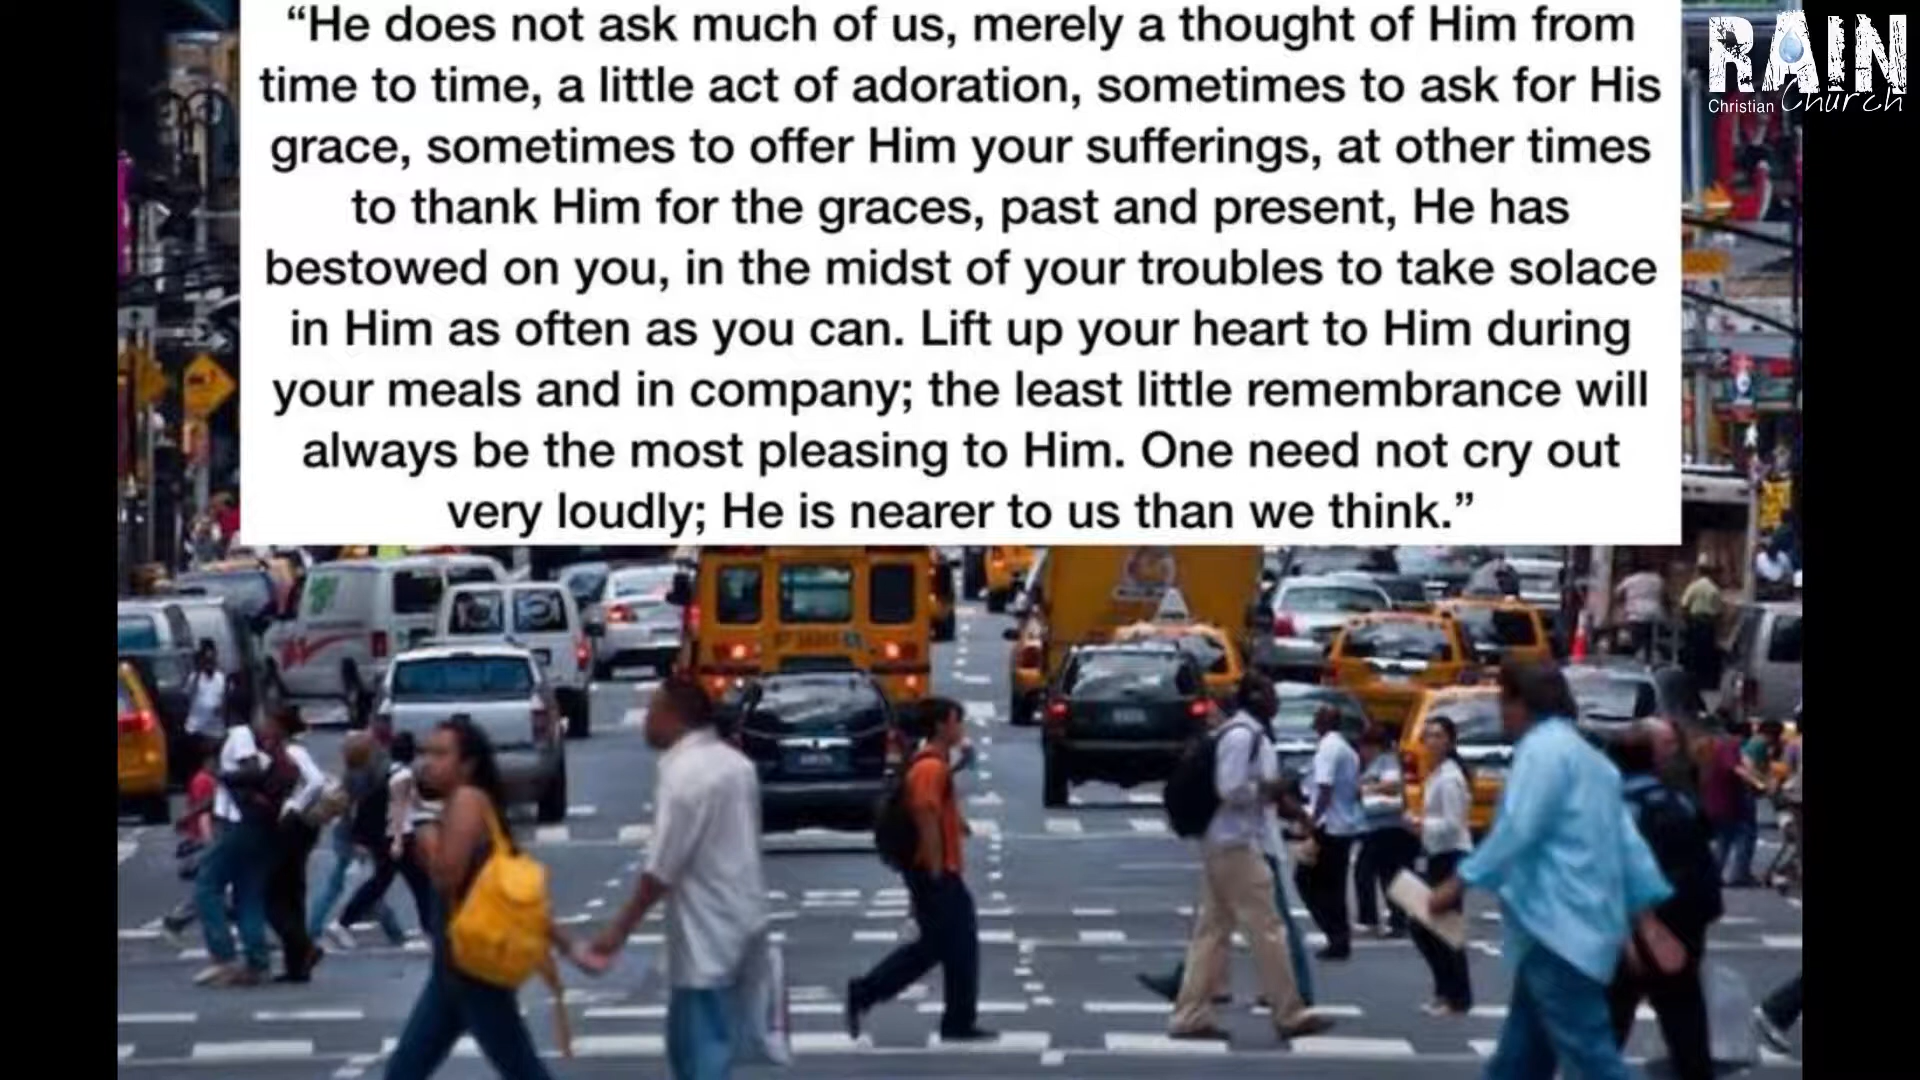 “He does not ask much of us, merely a thought of Him from
time to time, a little act of adoration, sometimes to ask for His
grace, sometimes to offer Him your sufferings, at other times
to thank Him for the graces, past and present, He has
bestowed on you, in the midst of your troubles to take solace
in Him as often as you can. Lift up your heart to Him during
your meals and in company; the least little remembrance will
always be the most pleasing to Him. One need not cry out
very loudly; He is nearer to us than we think.”
RAIN
Christian Church